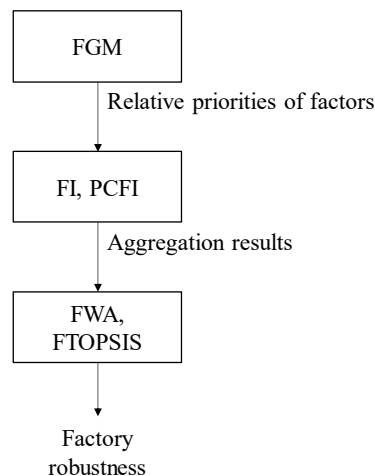 FGM
Relative priorities of factors
FI, PCFI
Aggregation results
FWA,
FTOPSIS
Factory
robustness